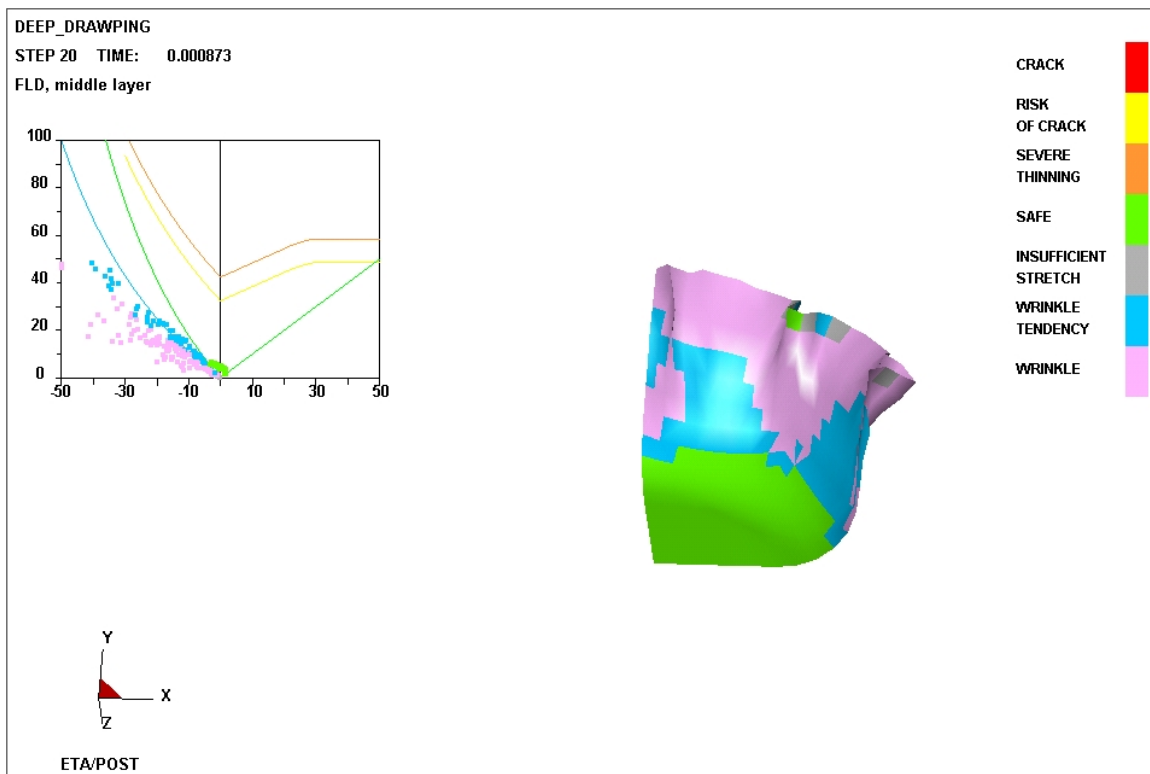 DEEP_DRAWPING
STEP 20 TIME: 0.000873
FLD, middle layer
100
80
60
40
20
0
-50 -30 -10 10 30 50
CRACK
RISK
OF CRACK
SEVERE
THINNING
SAFE
INSUFFICIENT
STRETCH
WRINKLE
TENDENCY
WRINKLE
Y
X
Z
ETA/POST